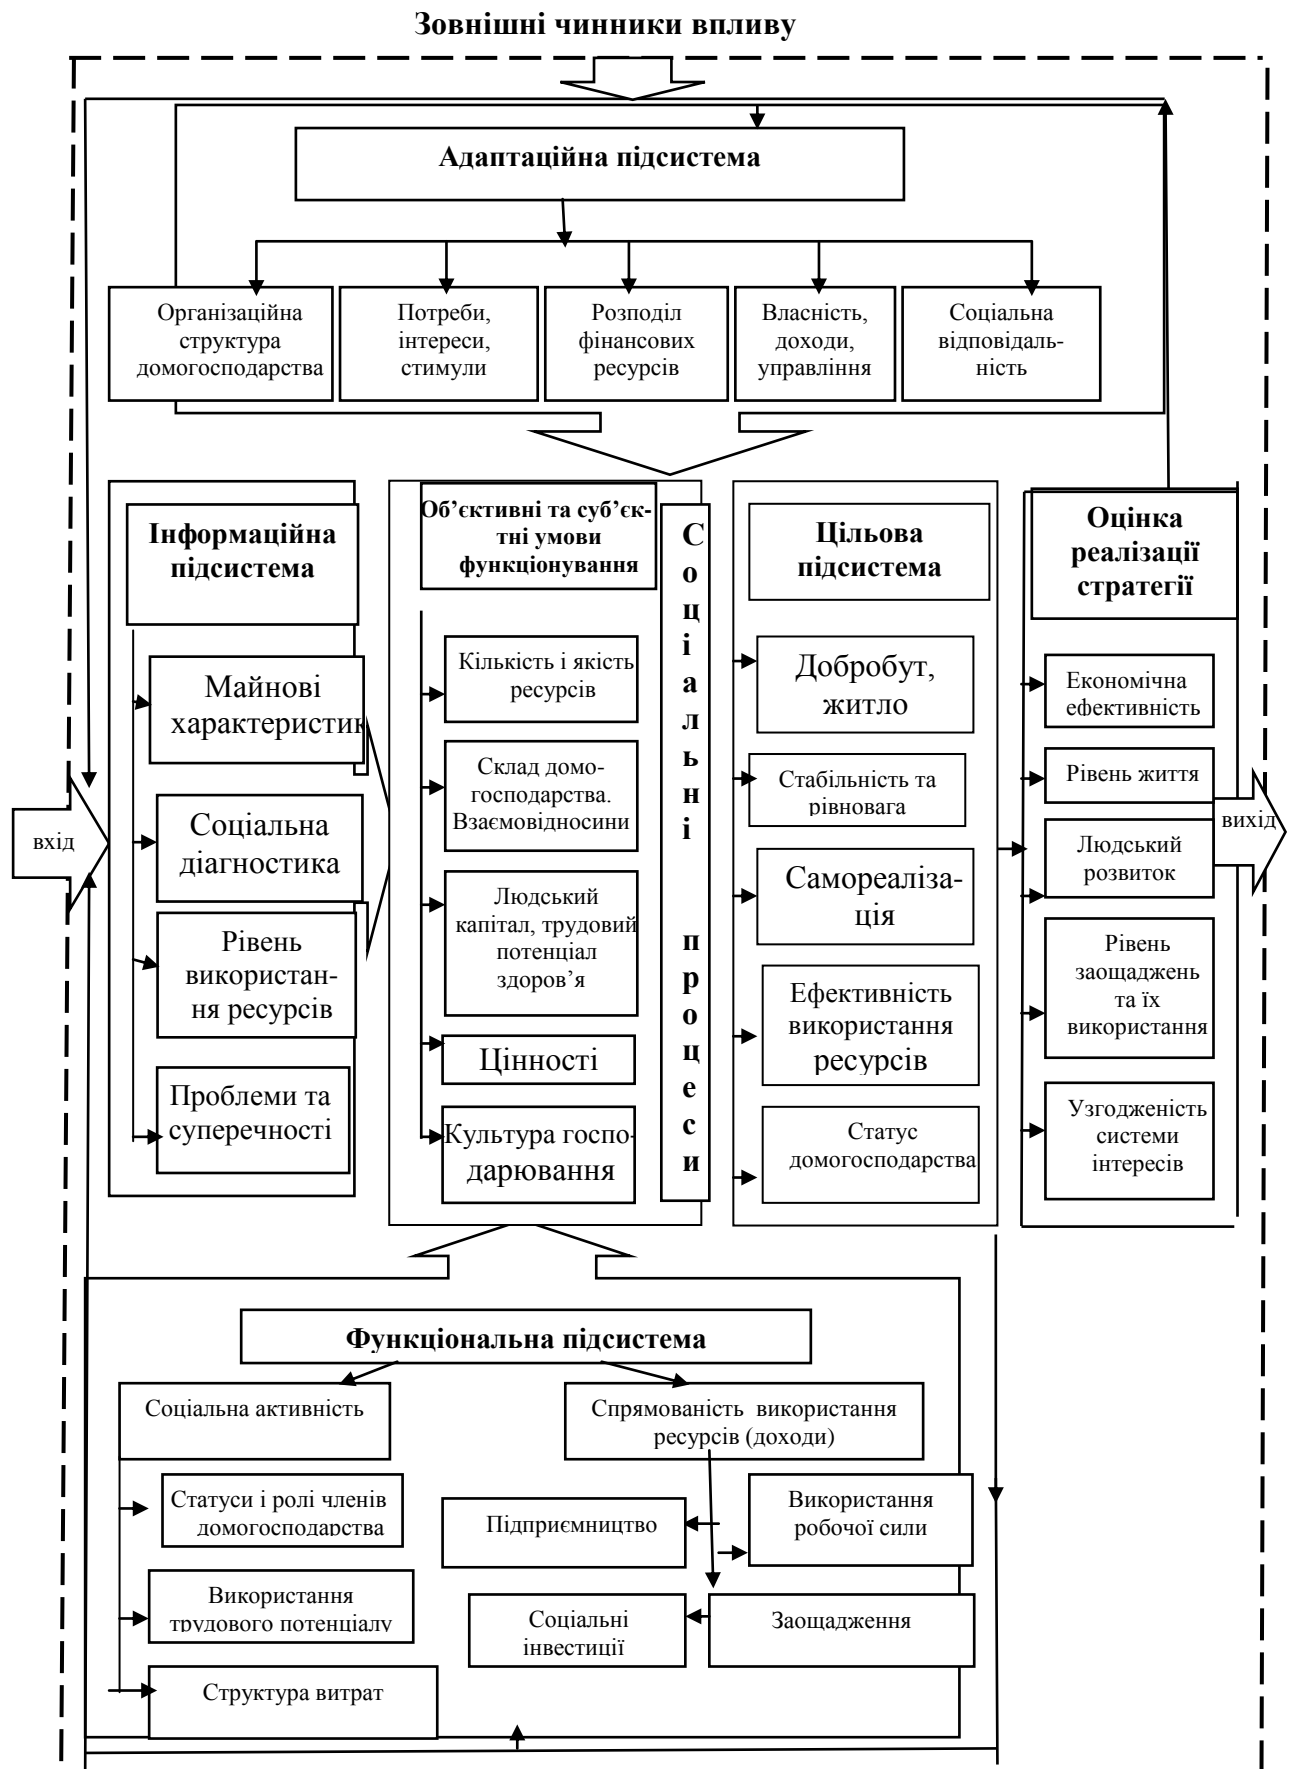 Зовнішні чинники впливу
Адаптаційна підсистема
Організаційна
структура
домогосподарства
Потреби,
інтереси,
стимули
Розподіл
фінансових
ресурсів
Власність,
доходи,
управління
Соціальна
відповідаль-
ність
вхід
Інформаційна
підсистема
Майнові
характеристик
Соціальна
діагностика
Рівень
використан-
ня ресурсів
Проблеми та
суперечності
Об’єктивні та суб’єк-
тні умови
функціонування
Кількість і якість
ресурсів
Склад домо-
господарства.
Взаємовідносини
Людський
капітал, трудовий
потенціал
здоров’я
Цінності
Культура госпо-
дарювання
Соціальні процеси
Цільова
підсистема
Добробут,
житло
Стабільність та
рівновага
Самореаліза-
ція
Ефективність
використання
ресурсів
Статус
домогосподарства
Оцінка
реалізації
стратегії
Економічна
ефективність
Рівень життя
Людський
розвиток
Рівень
заощаджень
та їх
використання
Узгодженість
системи
інтересів
вихід
Функціональна підсистема
Соціальна активність
Статуси і ролі членів
домогосподарства
Використання
трудового потенціалу
Структура витрат
Спрямованість використання
ресурсів (доходи)
Підприємництво
Використання
робочої сили
Соціальні
інвестиції
Заощадження